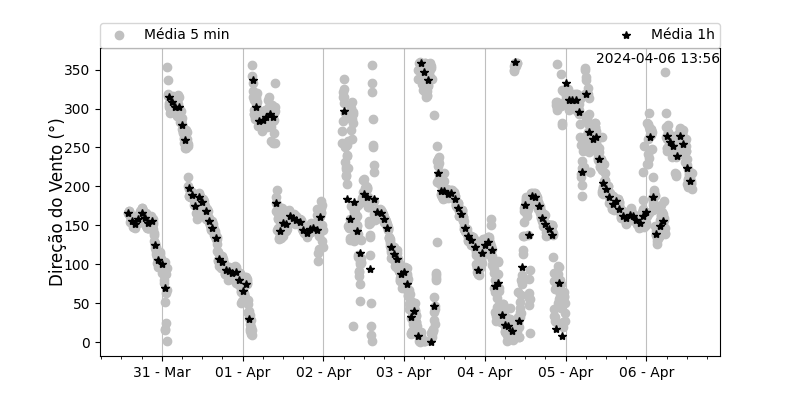 Média 5 min
Média 1h
2024-04-06 13:56
Direção do Vento (°)
350
300
250
200
150
100
50
0
31 - Mar
01 - Apr
02 - Apr
03 - Apr
04 - Apr
05 - Apr
06 - Apr